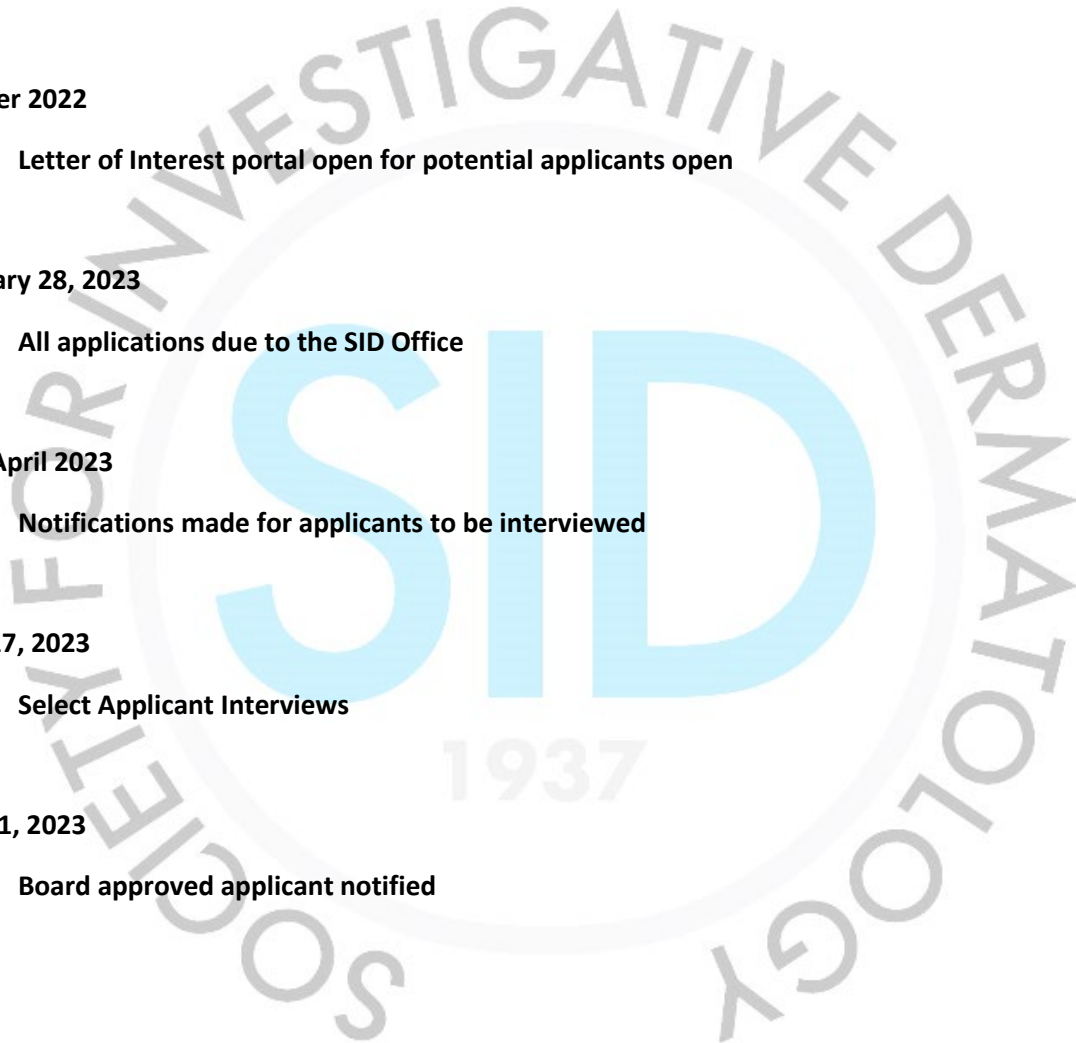 er 2022
Letter of Interest portal open for potential applicants open
ary 28, 2023
All applications due to the SID Office
April 2023
Notifications made for applicants to be interviewed
17, 2023
Select Applicant Interviews
1, 2023
Board approved applicant notified
SOCIETY FOR INVESTIGATIVE DERMATOLOGY
SID
1937